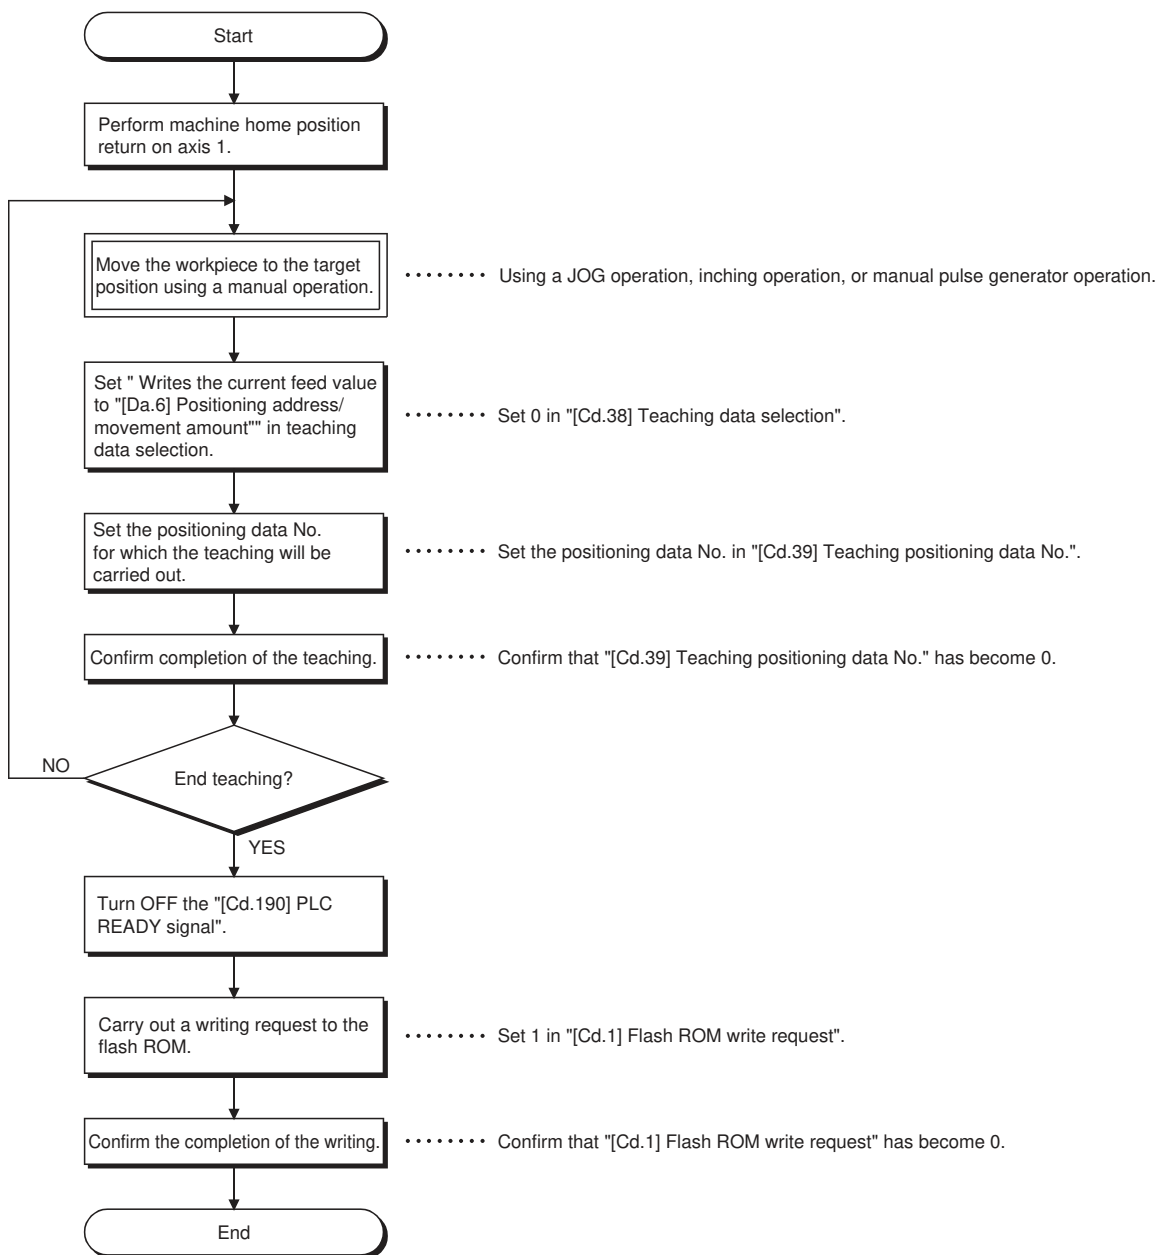 Start
Perform machine home position
return on axis 1.
Move the workpiece to the target
position using a manual operation.
Using a JOG operation, inching operation, or manual pulse generator operation.
Set " Writes the current feed value
to "[Da.6] Positioning address/
movement amount"" in teaching
data selection.
Set 0 in "[Cd.38] Teaching data selection".
Set the positioning data No.
for which the teaching will be
carried out.
Set the positioning data No. in "[Cd.39] Teaching positioning data No.".
Confirm completion of the teaching.
Confirm that "[Cd.39] Teaching positioning data No." has become 0.
NO
End teaching?
YES
Turn OFF the "[Cd.190] PLC
READY signal".
Carry out a writing request to the
flash ROM.
Set 1 in "[Cd.1] Flash ROM write request".
Confirm the completion of the writing.
Confirm that "[Cd.1] Flash ROM write request" has become 0.
End